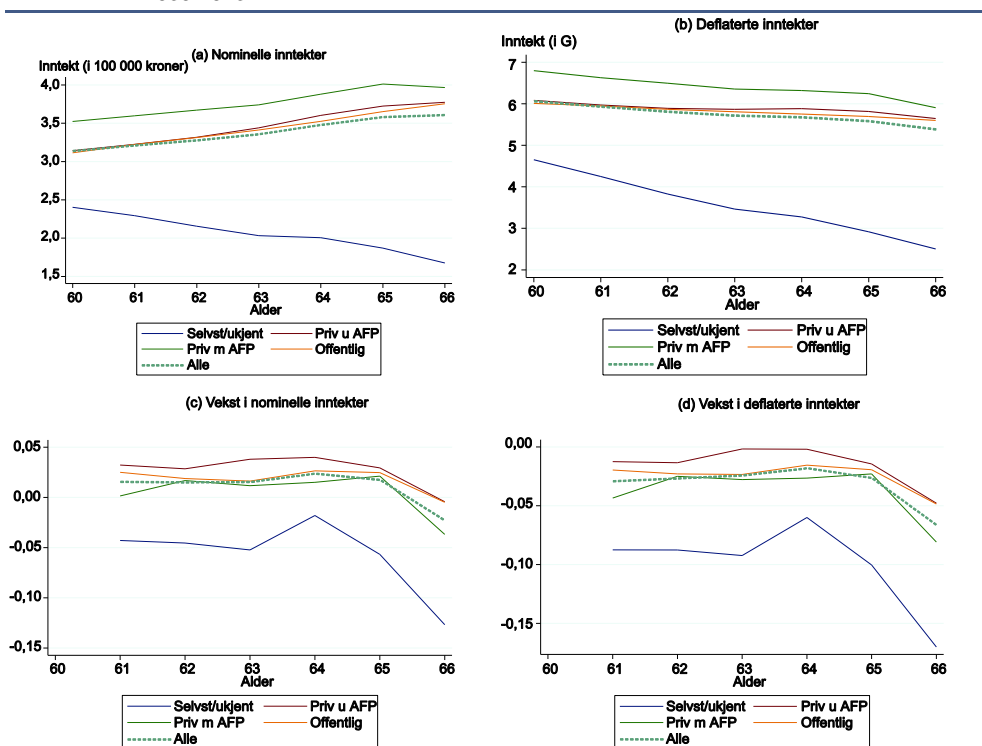 (a) Nominelle inntekter
Inntekt (i 100 000 kroner)
4,0
3,5
3,0
2,5
2,0
1,5
60 61 62 63 64 65 66
Alder
Selvst/ukjent Priv u AFP
Priv m AFP Offentlig
Alle
(b) Deflaterte inntekter
Inntekt (i G)
7
6
5
4
3
2
60 61 62 63 64 65 66
Alder
Selvst/ukjent Priv u AFP
Priv m AFP Offentlig
Alle
(c) Vekst i nominelle inntekter
0,05
0,00
-0,05
-0,10
-0,15
60 61 62 63 64 65 66
Alder
Selvst/ukjent Priv u AFP
Priv m AFP Offentlig
Alle
(d) Vekst i deflaterte inntekter
0,00
-0,05
-0,10
-0,15
60 61 62 63 64 65 66
Alder
Selvst/ukjent Priv u AFP
Priv m AFP Offentlig
Alle